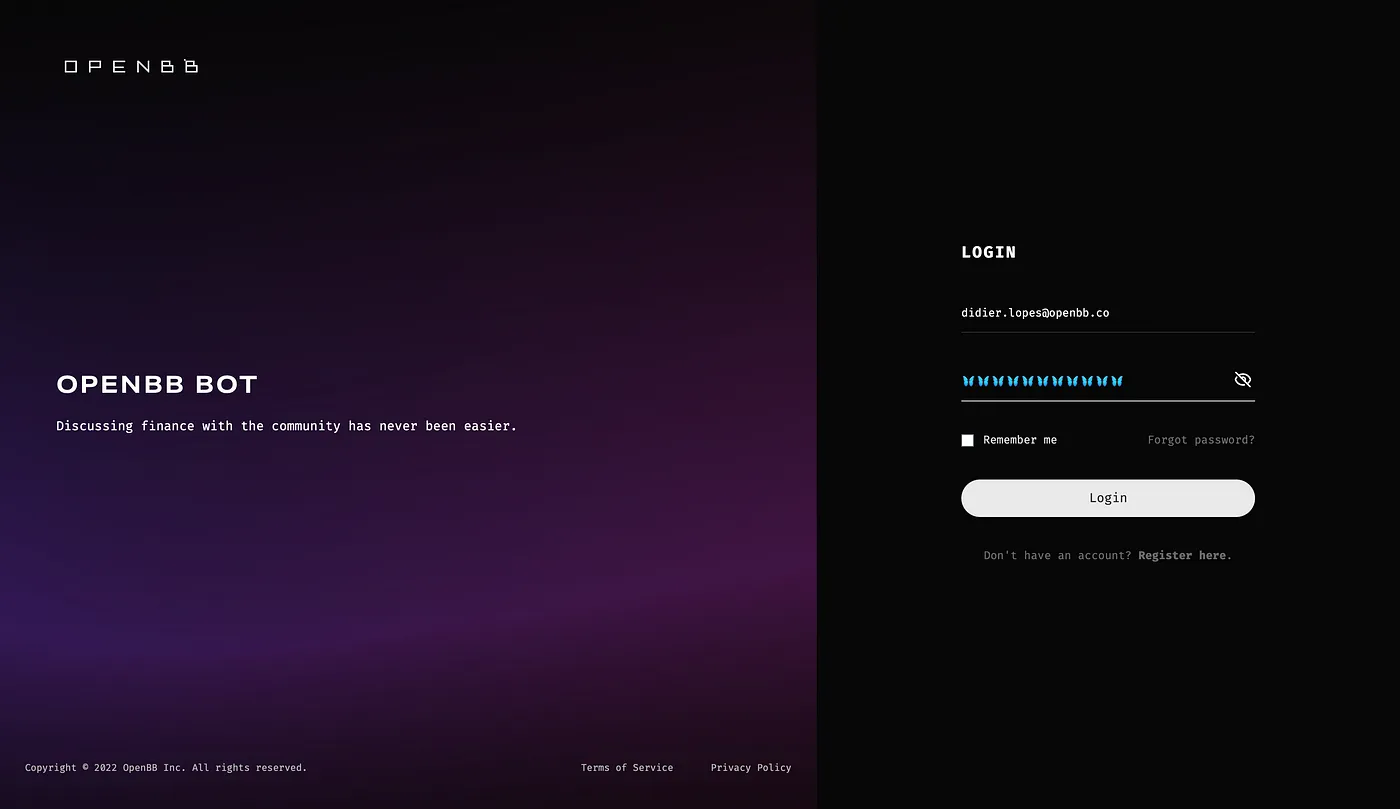 OPENBB
OPENBB BOT
Discussing finance with the community has never been easier.
Copyright © 2022 OpenBB Inc. All rights reserved.
Terms of Service
Privacy Policy
LOGIN
didier.lopes@openbb.co
🦋🦋🦋🦋🦋🦋🦋🦋🦋🦋🦋
Remember me
Forgot password?
Login
Don't have an account? Register here.